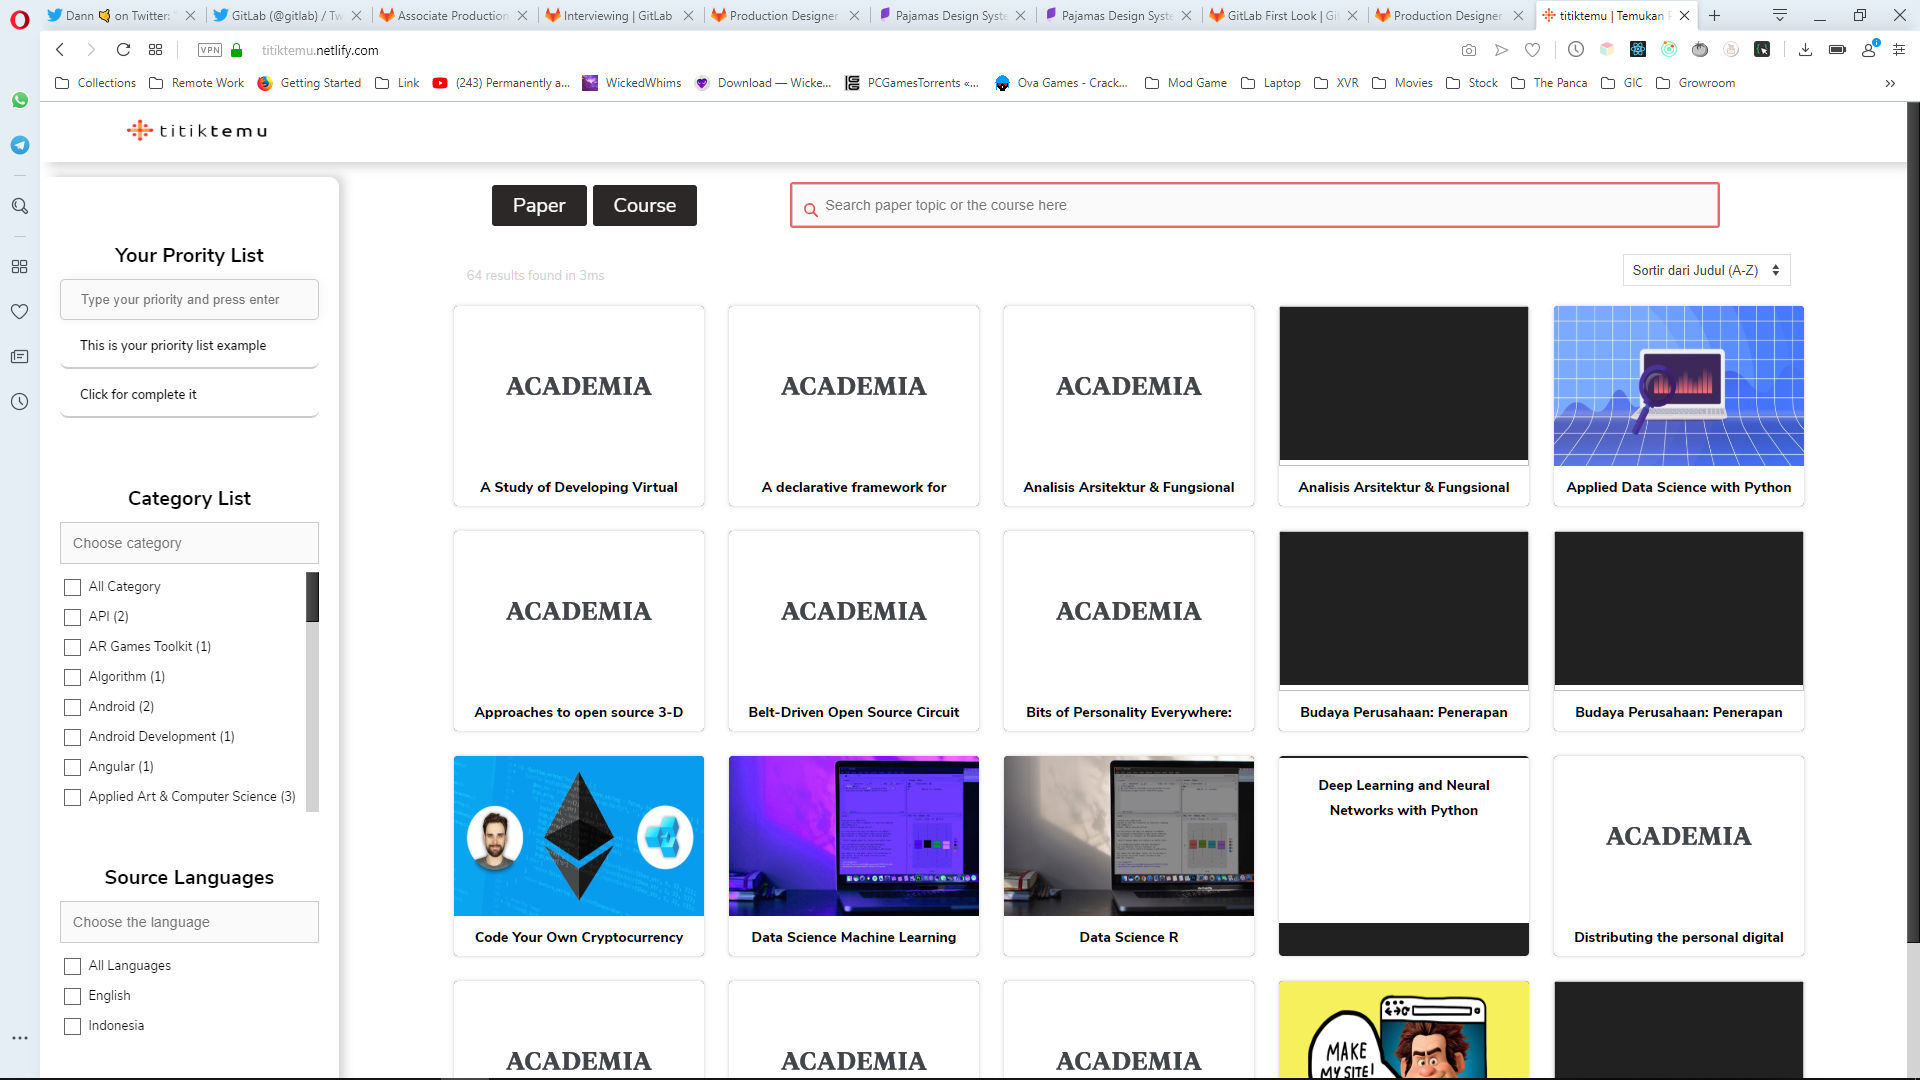 Dann 🤙 on Twitter: "
GitLab (@gitlab) / Tw
Associate Production
Interviewing | GitLab
Production Designer
Pajamas Design Syste
Pajamas Design Syste
GitLab First Look | Gi
Production Designer
titiktemu | Temukan P
VPN
titiktemu.netlify.com
Collections
Remote Work
Getting Started
Link
(243) Permanently a...
WickedWhims
Download — Wicke...
PCGamesTorrents «...
Ova Games - Crack...
Mod Game
Laptop
XVR
Movies
Stock
The Panca
GIC
Growroom
titiktemu
Your Prority List
Type your priority and press enter
This is your priority list example
Click for complete it
Category List
Choose category
All Category
API (2)
AR Games Toolkit (1)
Algorithm (1)
Android (2)
Android Development (1)
Angular (1)
Applied Art & Computer Science (3)
Source Languages
Choose the language
All Languages
English
Indonesia
Paper
Course
Search paper topic or the course here
64 results found in 3ms
Sortir dari Judul (A-Z)
ACADEMIA
ACADEMIA
ACADEMIA
A Study of Developing Virtual
A declarative framework for
Analisis Arsitektur & Fungsional
Analisis Arsitektur & Fungsional
Applied Data Science with Python
ACADEMIA
ACADEMIA
ACADEMIA
Approaches to open source 3-D
Belt-Driven Open Source Circuit
Bits of Personality Everywhere:
Budaya Perusahaan: Penerapan
Budaya Perusahaan: Penerapan
Deep Learning and Neural
Networks with Python
ACADEMIA
Code Your Own Cryptocurrency
Data Science Machine Learning
Data Science R
Distributing the personal digital
ACADEMIA
ACADEMIA
ACADEMIA
MAKE
MY SITE!